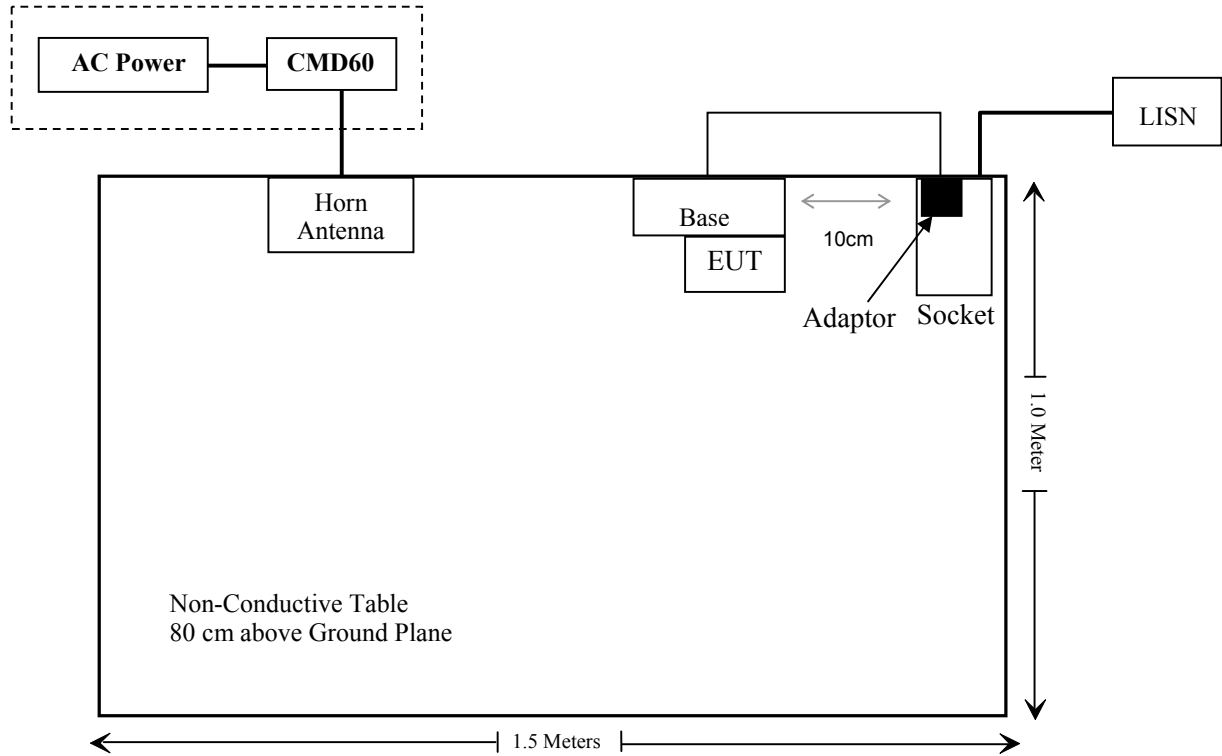 AC Power
CMD60
LISN
Horn
Antenna
Base
EUT
10cm
Adaptor
Socket
1.0 Meter
Non-Conductive Table
80 cm above Ground Plane
1.5 Meters